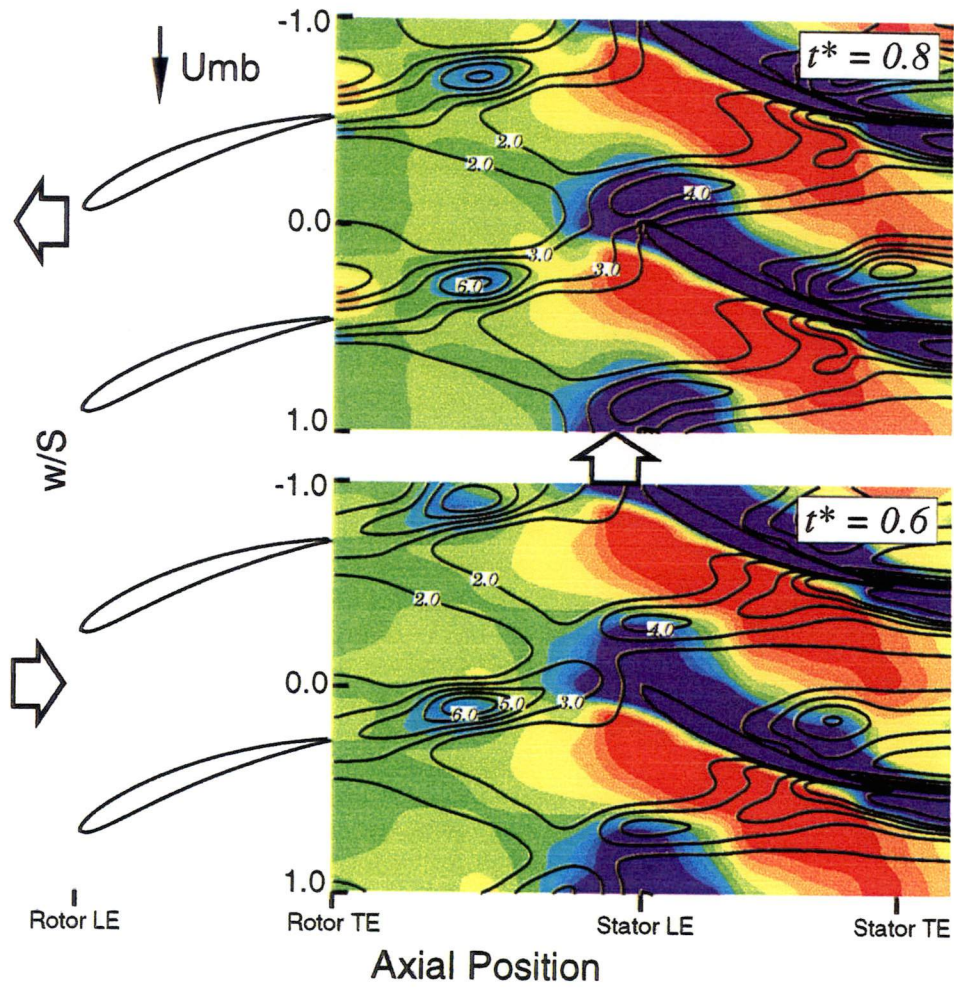 -1.0
Umb
t* = 0.8
2.0
2.0
4.0
0.0
3.0
3.0
6.0
1.0
w/S
-1.0
t* = 0.6
2.0
2.0
4.0
0.0
5.0
3.0
6.0
1.0
Rotor LE
Rotor TE
Stator LE
Stator TE
Axial Position